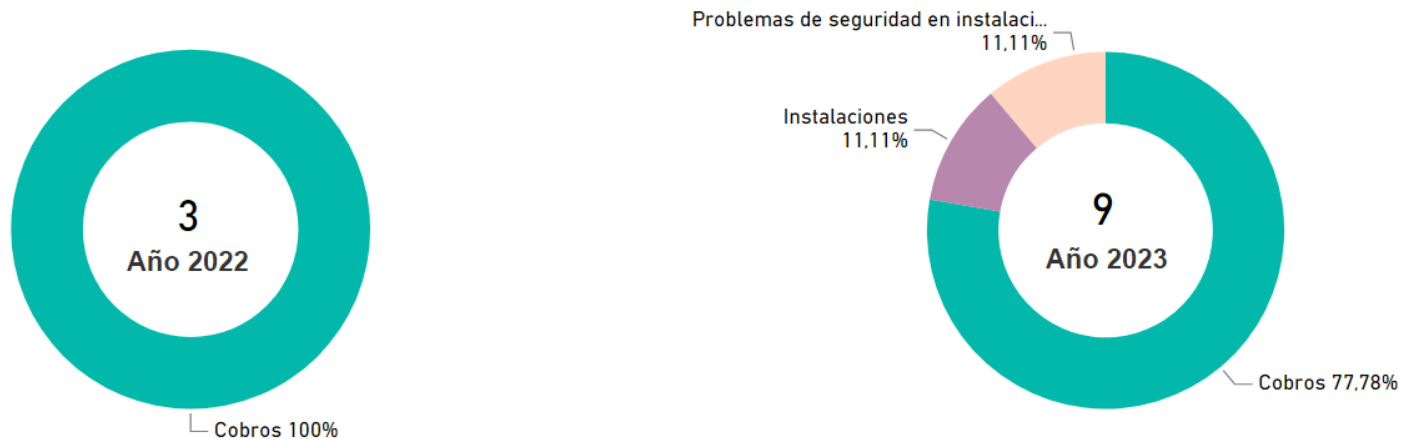 3
Año 2022
Cobros 100%
Problemas de seguridad en instalaci...
11,11%
Instalaciones
11,11%
9
Año 2023
Cobros 77,78%